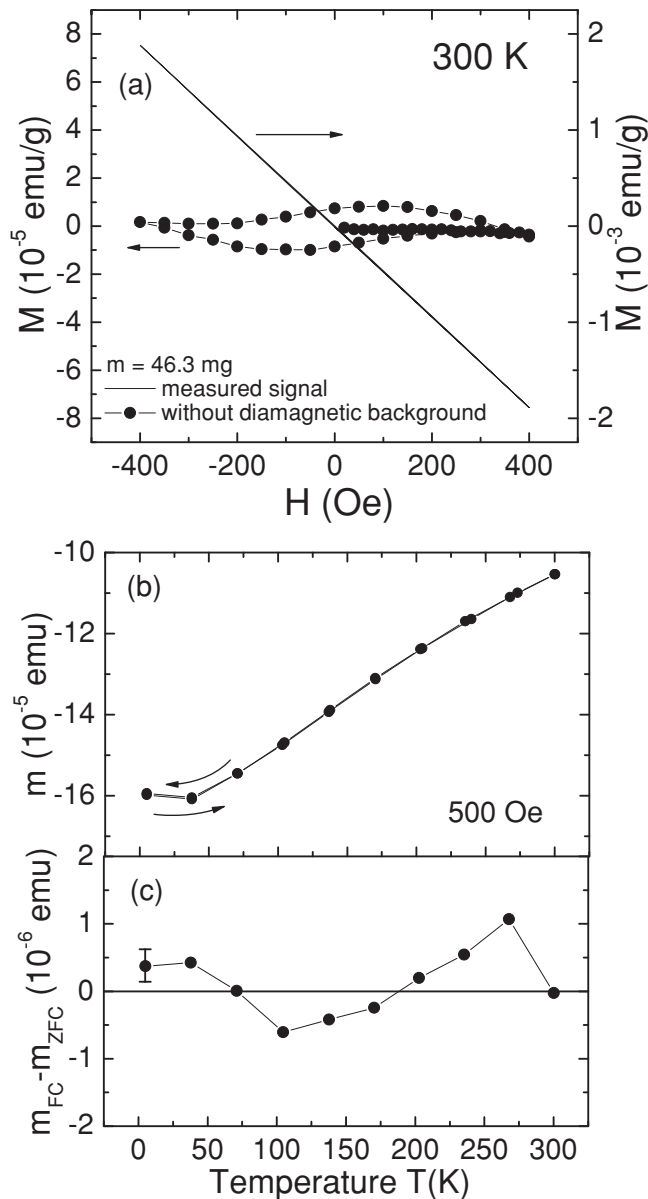 8
6
4
2
0
-2
-4
-6
-8
M (10-5 emu/g)
(a)
300 K
2
1
0
-1
-2
M (10-3 emu/g)
m = 46.3 mg
measured signal
without diamagnetic background
-400 -200 0 200 400
H (Oe)
-10
-12
-14
-16
m (10-5 emu)
(b)
500 Oe
2
1
0
-1
-2
mFC-mZFC (10-6 emu)
(c)
0 50 100 150 200 250 300
Temperature T(K)